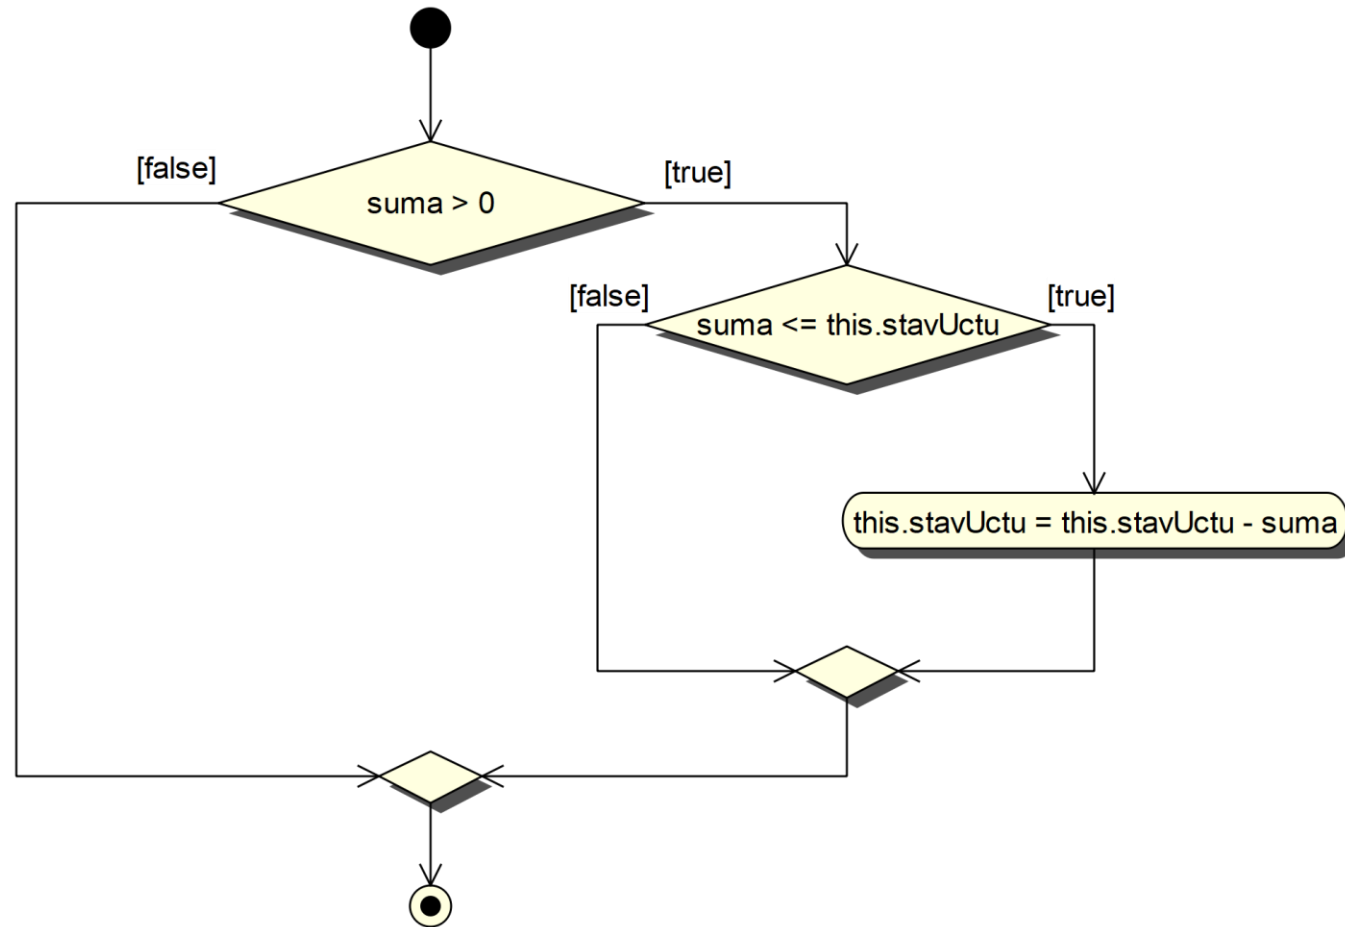 [false]
[true]
suma > 0
[false]
[true]
suma <= this.stavUctu
this.stavUctu = this.stavUctu - suma